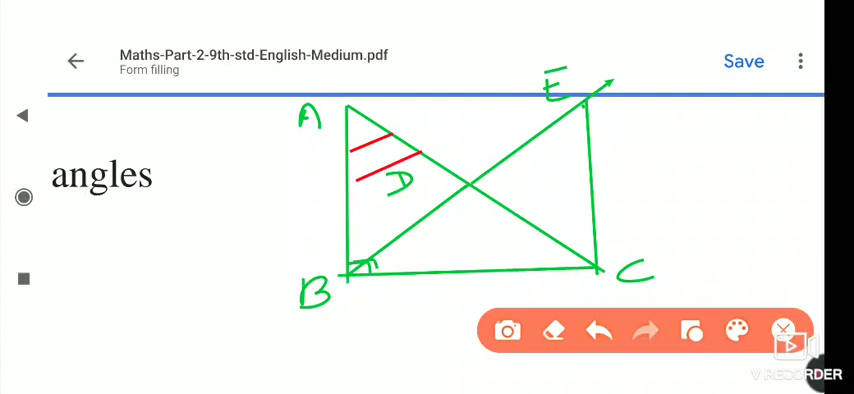 Maths-Part-2-9th-std-English-Medium.pdf
Form filling
Save
E
A
angles
D
B
C
V RECORDER